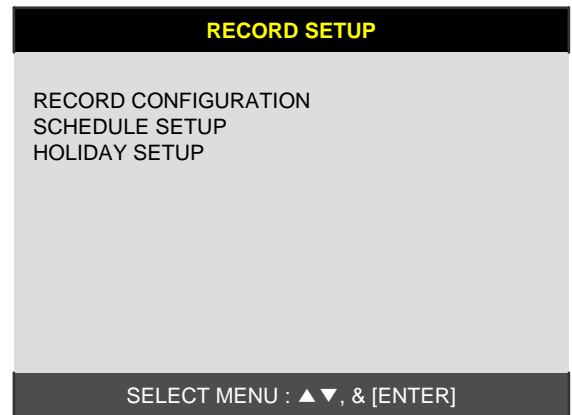 RECORD SETUP
RECORD CONFIGURATION
SCHEDULE SETUP
HOLIDAY SETUP
SELECT MENU : ▲▼, & [ENTER]